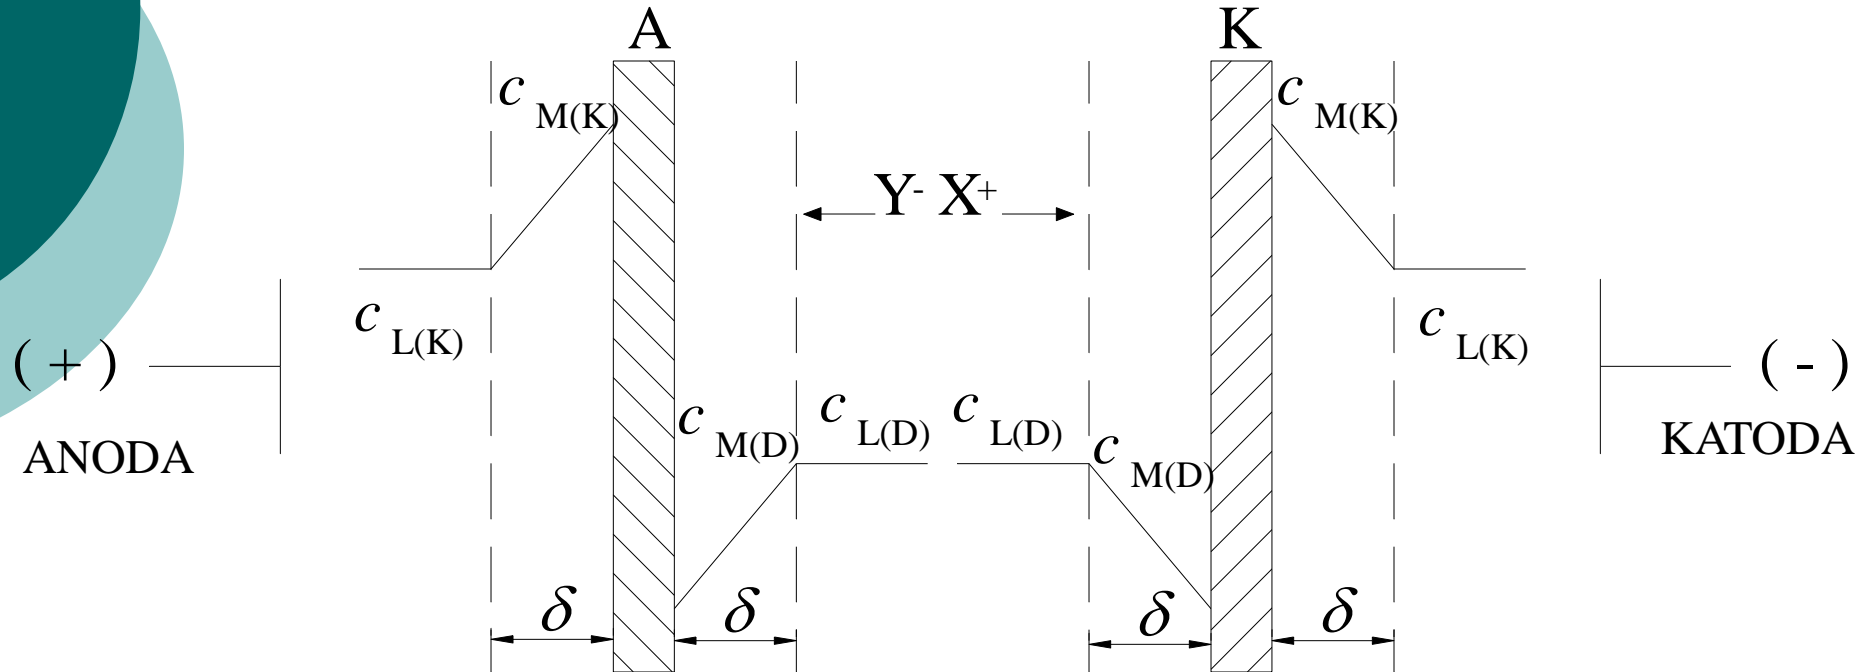 A K
c M(K) c M(K)
Y- X+
c L(K) c L(K)
( + ) ( - )
c M(D) c L(D) c L(D) c M(D)
ANODA KATODA
δ δ δ δ